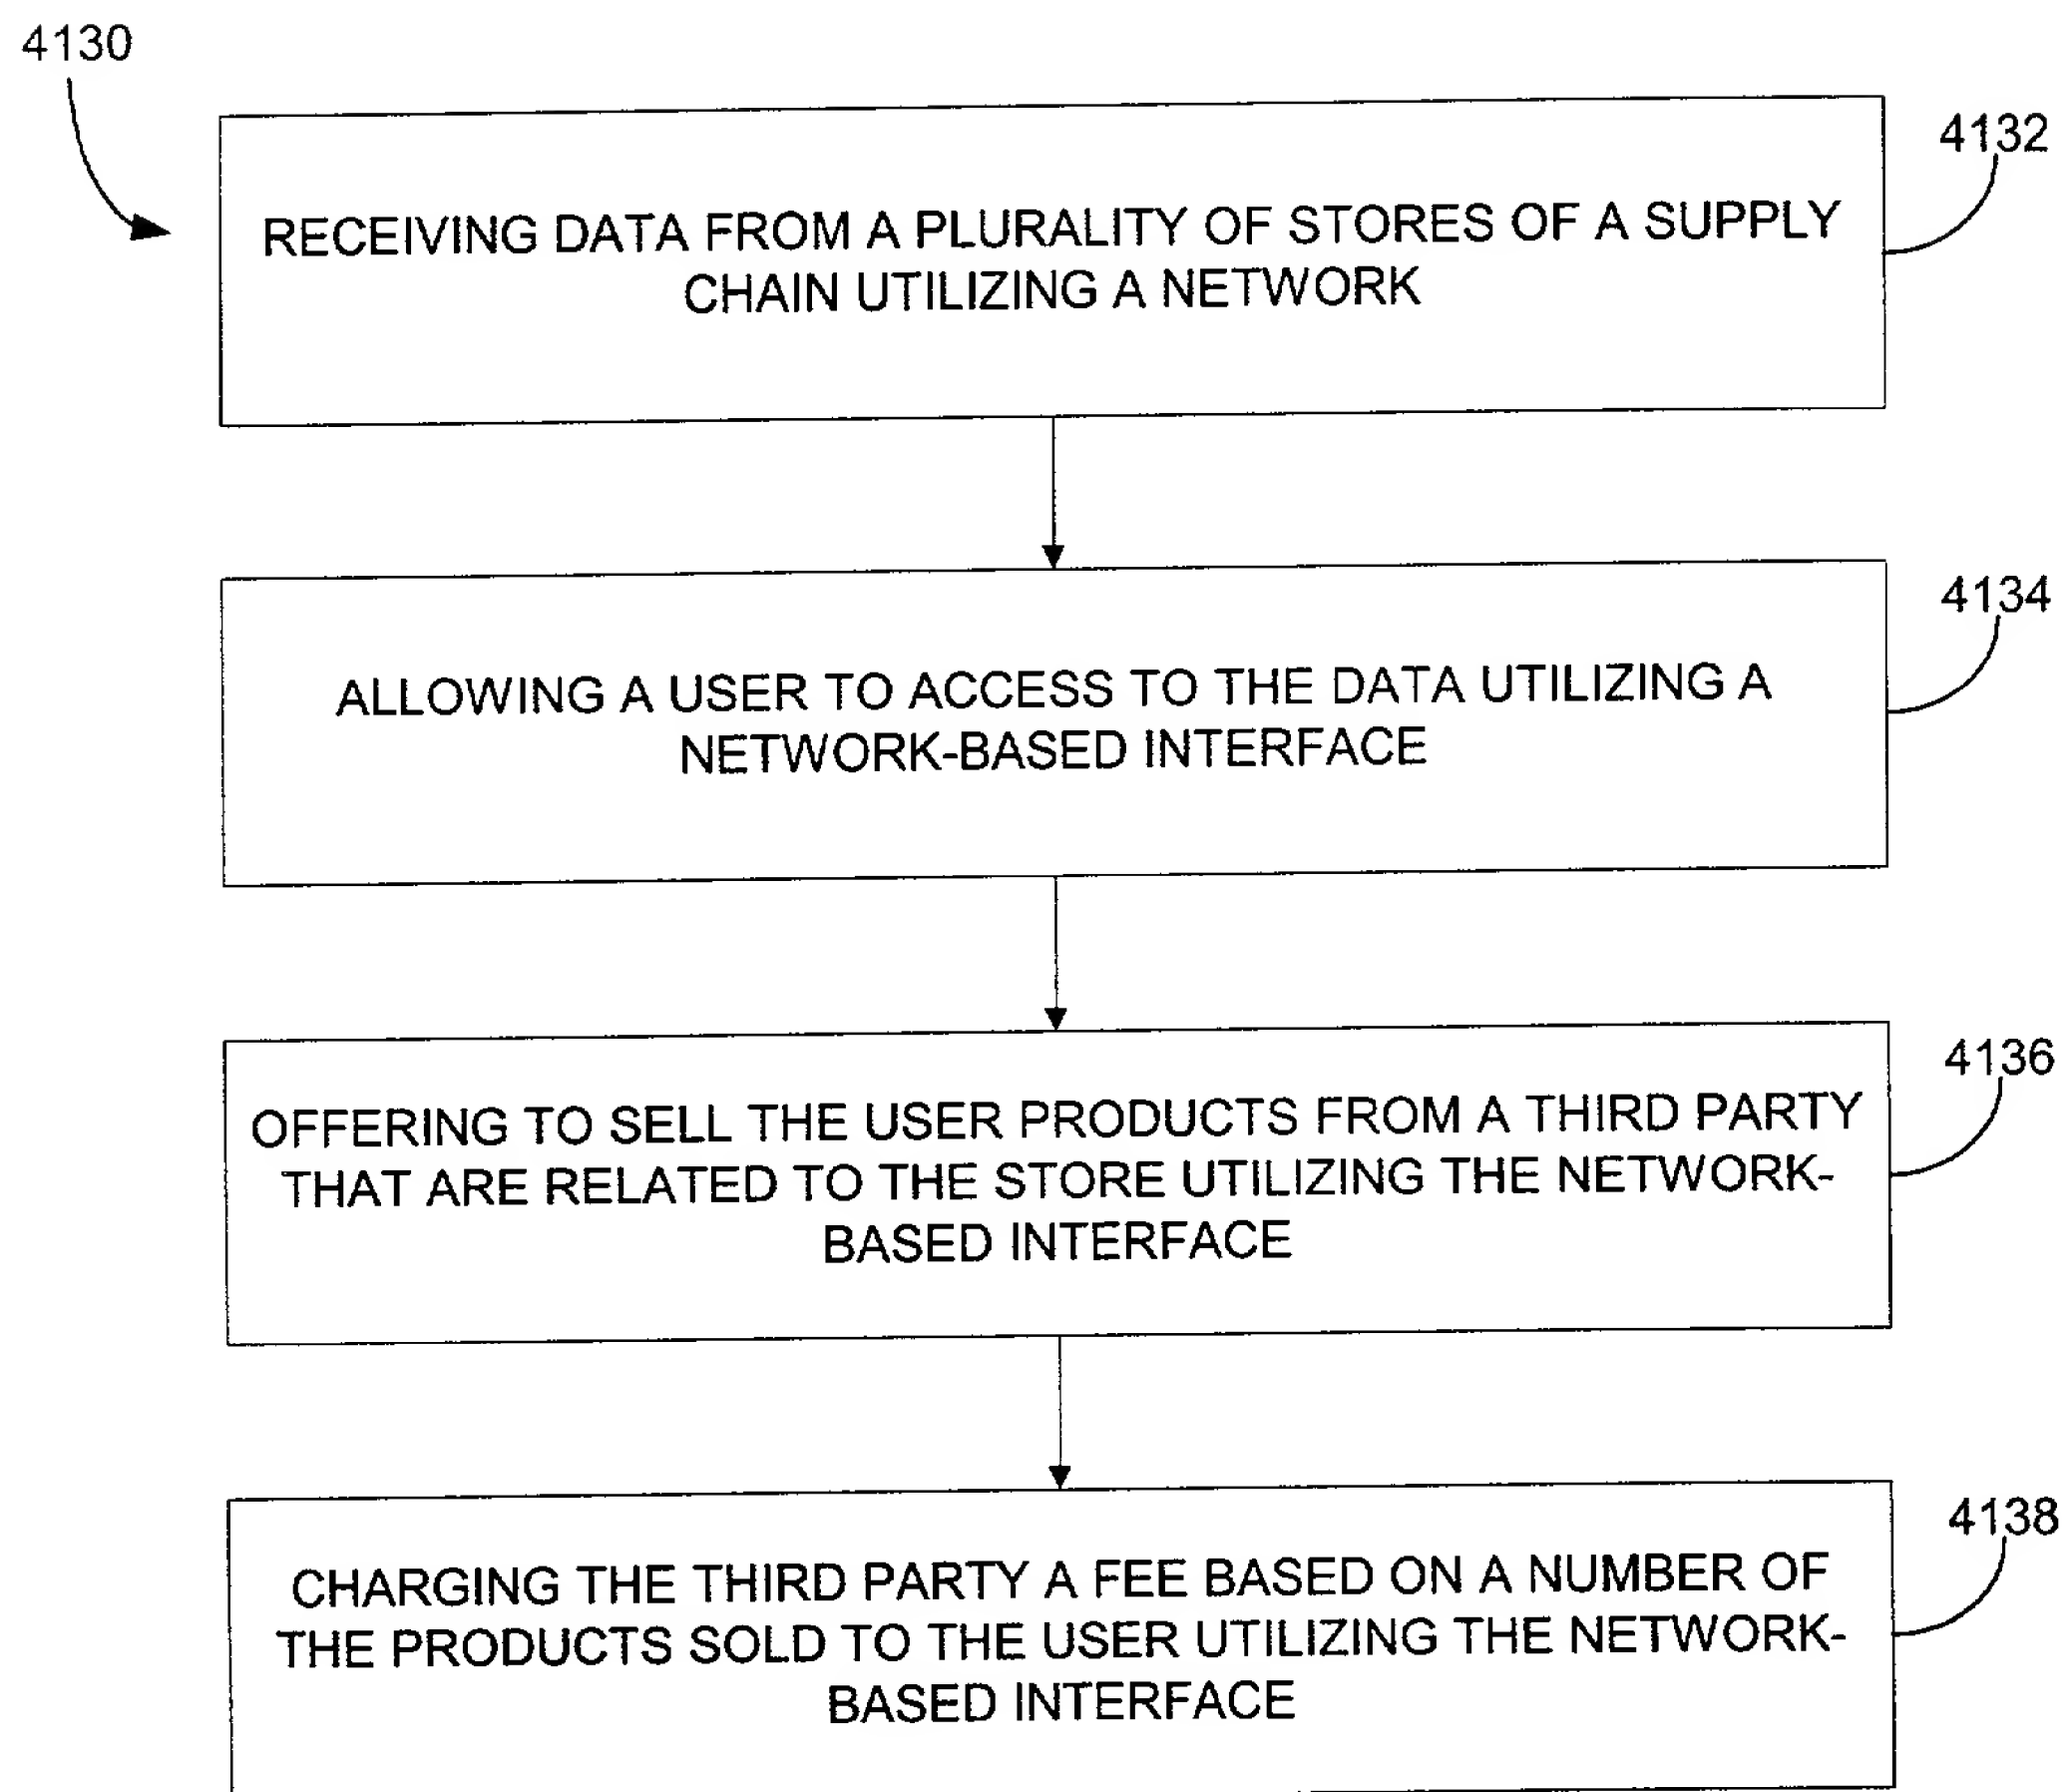 4130
4132
RECEIVING DATA FROM A PLURALITY OF STORES OF A SUPPLY
CHAIN UTILIZING A NETWORK
4134
ALLOWING A USER TO ACCESS TO THE DATA UTILIZING A
NETWORK-BASED INTERFACE
4136
OFFERING TO SELL THE USER PRODUCTS FROM A THIRD PARTY
THAT ARE RELATED TO THE STORE UTILIZING THE NETWORK-
BASED INTERFACE
4138
CHARGING THE THIRD PARTY A FEE BASED ON A NUMBER OF
THE PRODUCTS SOLD TO THE USER UTILIZING THE NETWORK-
BASED INTERFACE